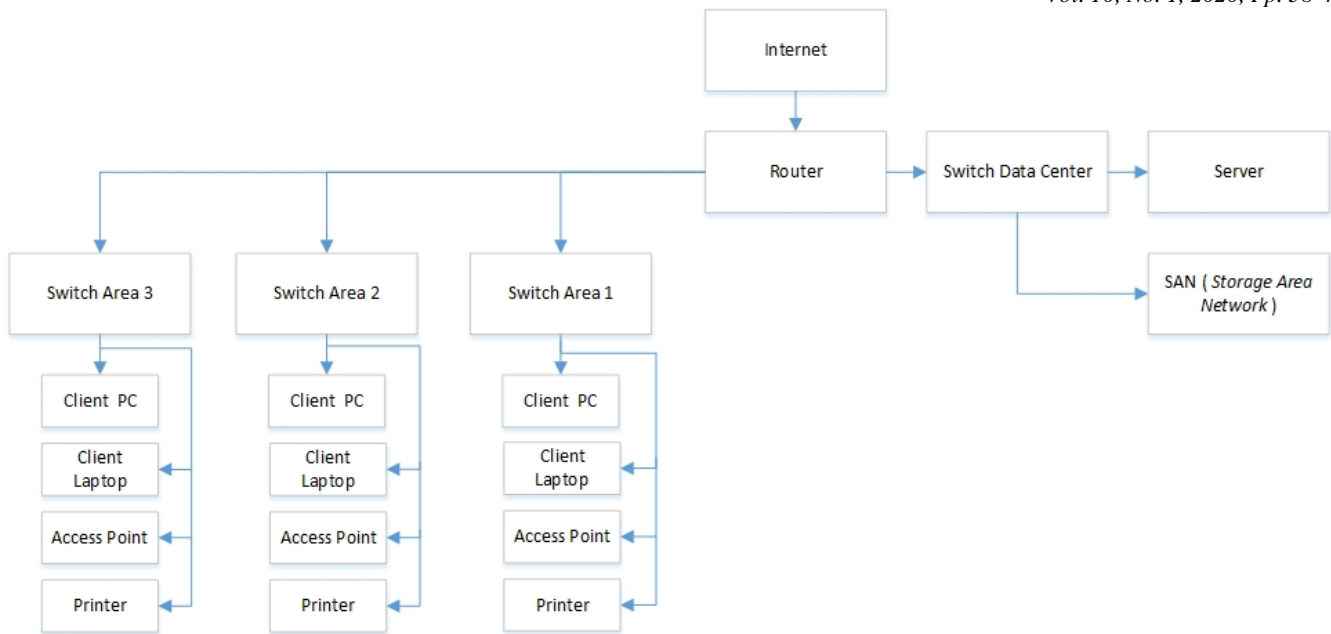 Internet
Router
Switch Data Center
Server
Switch Area 3
Switch Area 2
Switch Area 1
SAN ( Storage Area
Network )
Client PC
Client PC
Client PC
Client
Laptop
Client
Laptop
Client
Laptop
Access Point
Access Point
Access Point
Printer
Printer
Printer